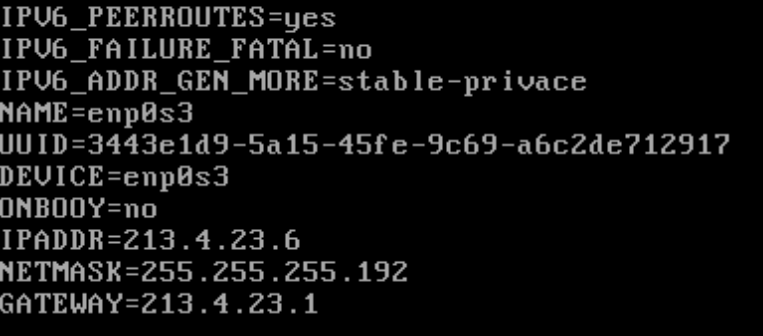 IPV6_PEERROUTES=yes
IPV6_FAILURE_FATAL=no
IPV6_ADDR_GEN_MORE=stable-privace
NAME=enp0s3
UUID=3443e1d9-5a15-45fe-9c69-a6c2de712917
DEVICE=enp0s3
ONBOOY=no
IPADDR=213.4.23.6
NETMASK=255.255.255.192
GATEWAY=213.4.23.1